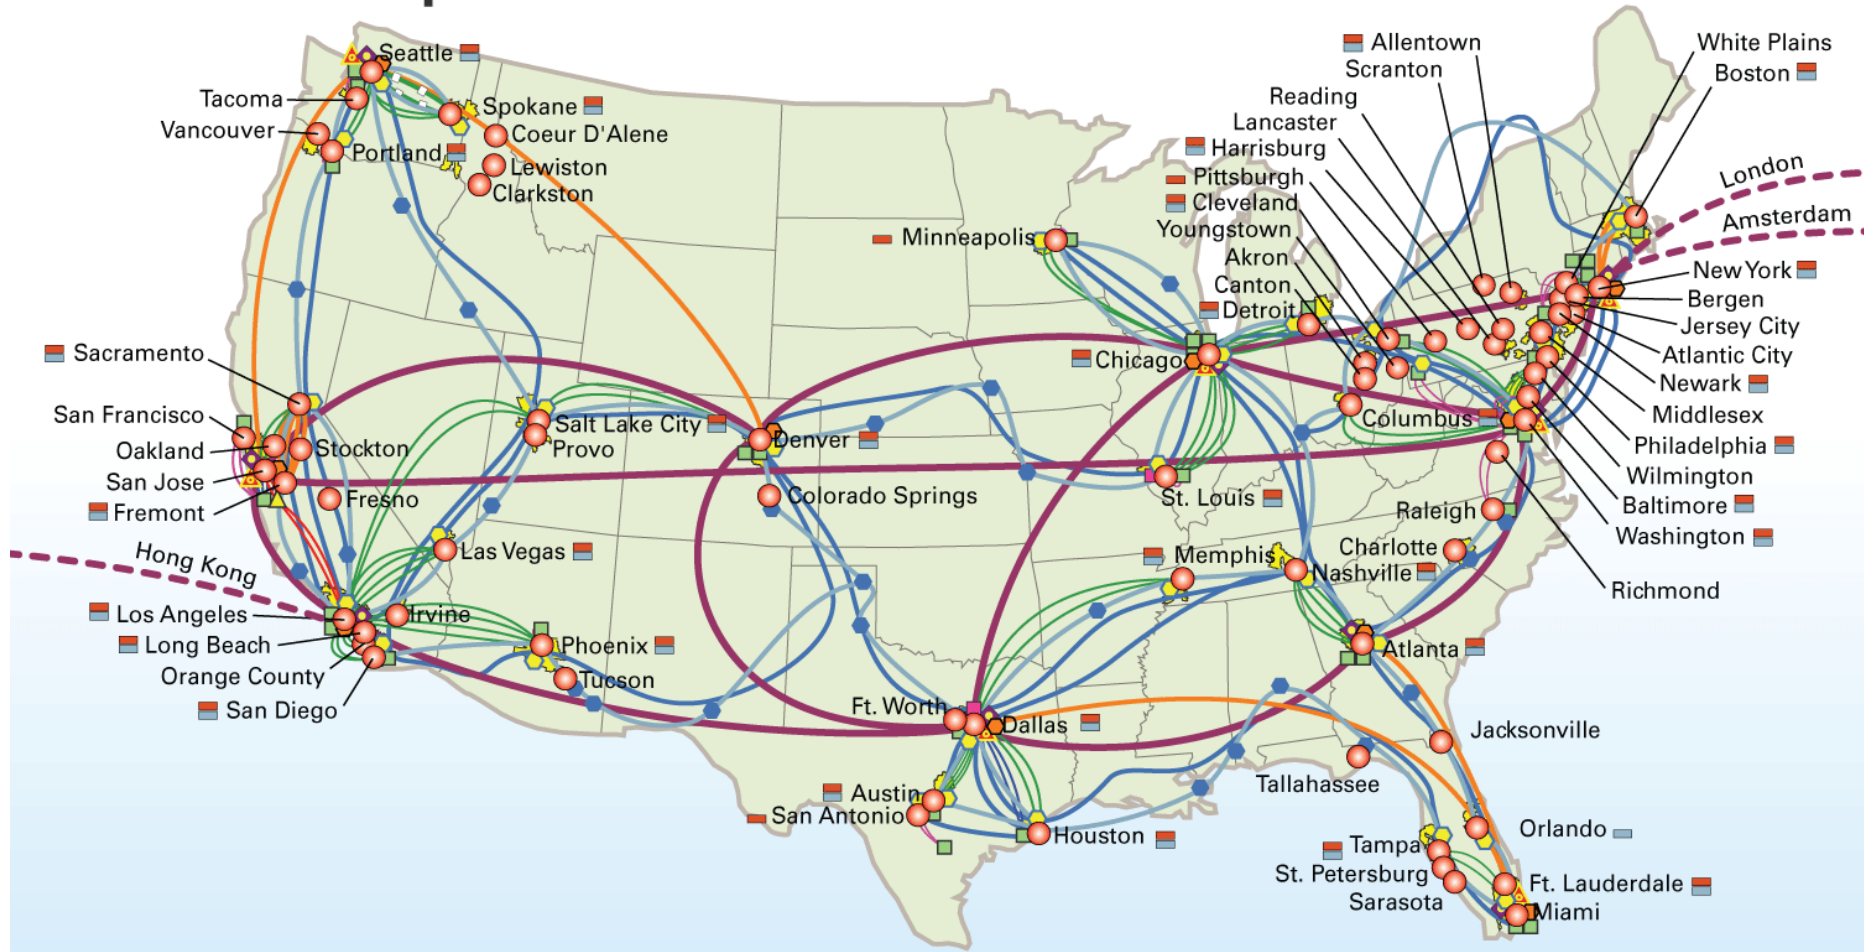 Seattle
Tacoma
Vancouver
Portland
Spokane
Coeur D'Alene
Lewiston
Clarkston
Minneapolis
Allentown
Scranton
Reading
Lancaster
Harrisburg
Pittsburgh
Cleveland
Youngstown
Akron
Canton
Detroit
Chicago
White Plains
Boston
London
Amsterdam
New York
Bergen
Jersey City
Atlantic City
Newark
Middlesex
Philadelphia
Wilmington
Baltimore
Washington
Richmond
Columbus
Sacramento
San Francisco
Oakland
Stockton
San Jose
Fremont
Fresno
Salt Lake City
Provo
Denver
Colorado Springs
St. Louis
Raleigh
Charlotte
Memphis
Nashville
Hong Kong
Las Vegas
Los Angeles
Irvine
Long Beach
Orange County
San Diego
Phoenix
Tucson
Ft. Worth
Dallas
Atlanta
Austin
San Antonio
Houston
Jacksonville
Tallahassee
Orlando
Tampa
St. Petersburg
Sarasota
Ft. Lauderdale
Miami